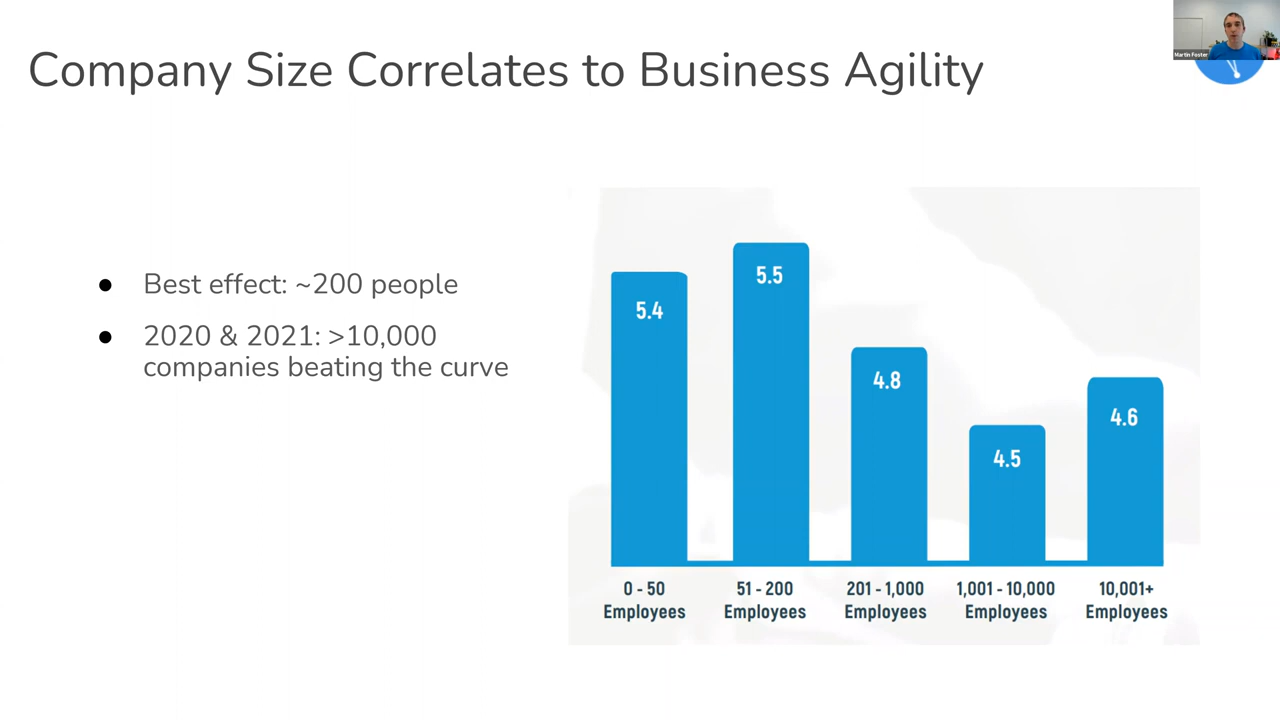 Company Size Correlates to Business Agility
Martin Foster
● Best effect: ~200 people
● 2020 & 2021: >10,000
companies beating the curve
5.4
5.5
4.8
4.5
4.6
0 - 50
Employees
51 - 200
Employees
201 - 1,000
Employees
1,001 - 10,000
Employees
10,001+
Employees